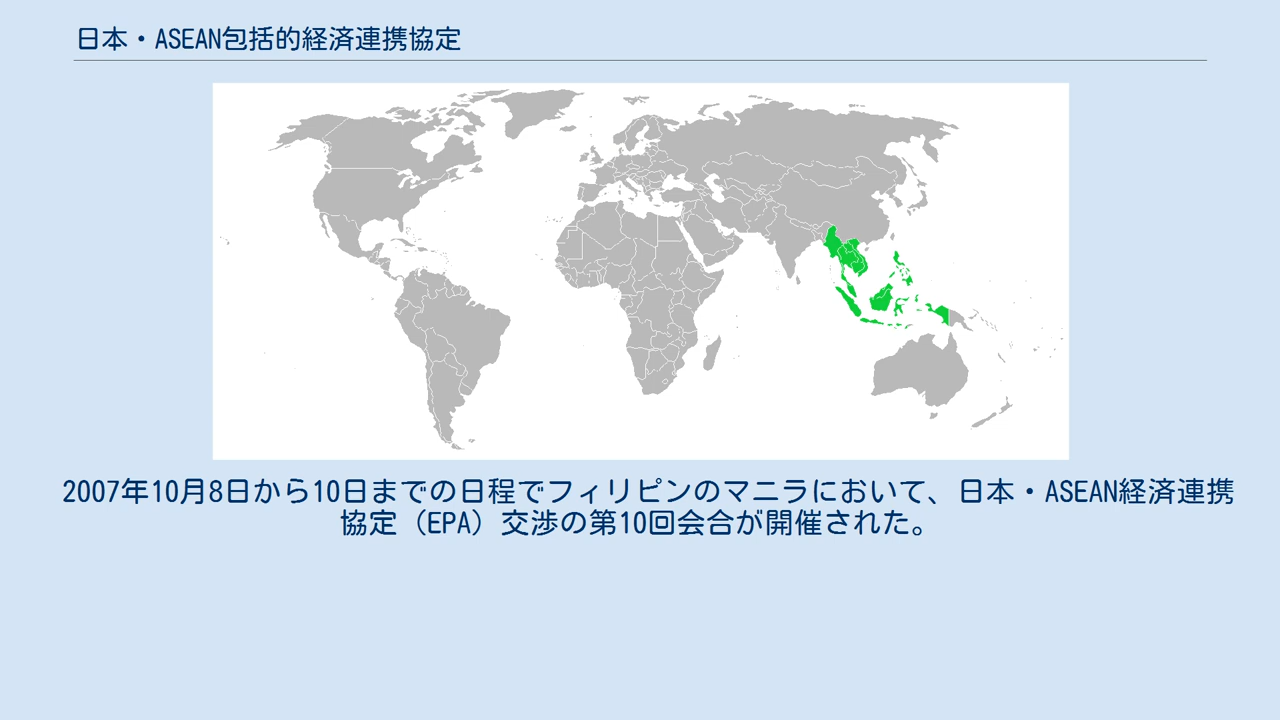 日本・ASEAN包括的経済連携協定
2007年10月8日から10日までの日程でフィリピンのマニラにおいて、日本・ASEAN経済連携
協定（EPA）交渉の第10回会合が開催された。